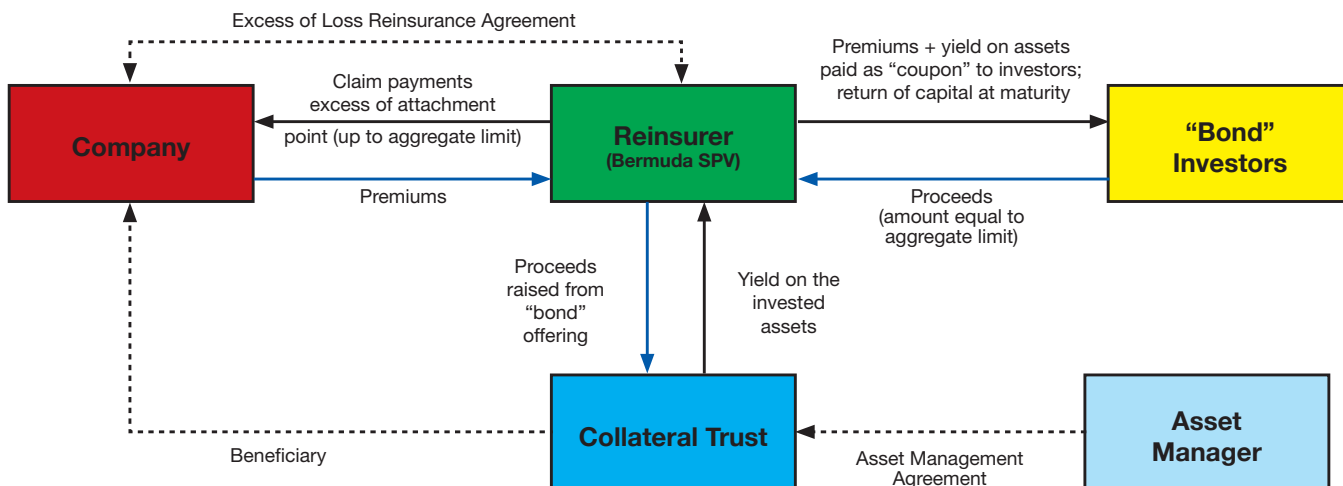 Excess of Loss Reinsurance Agreement
Claim payments
excess of attachment
point (up to aggregate limit)
Premiums + yield on assets
paid as “coupon” to investors;
return of capital at maturity
Company
Reinsurer
(Bermuda SPV)
“Bond”
Investors
Premiums
Proceeds
(amount equal to
aggregate limit)
Proceeds
raised from
“bond”
offering
Yield on the
invested
assets
Collateral Trust
Asset
Manager
Beneficiary
Asset Management
Agreement